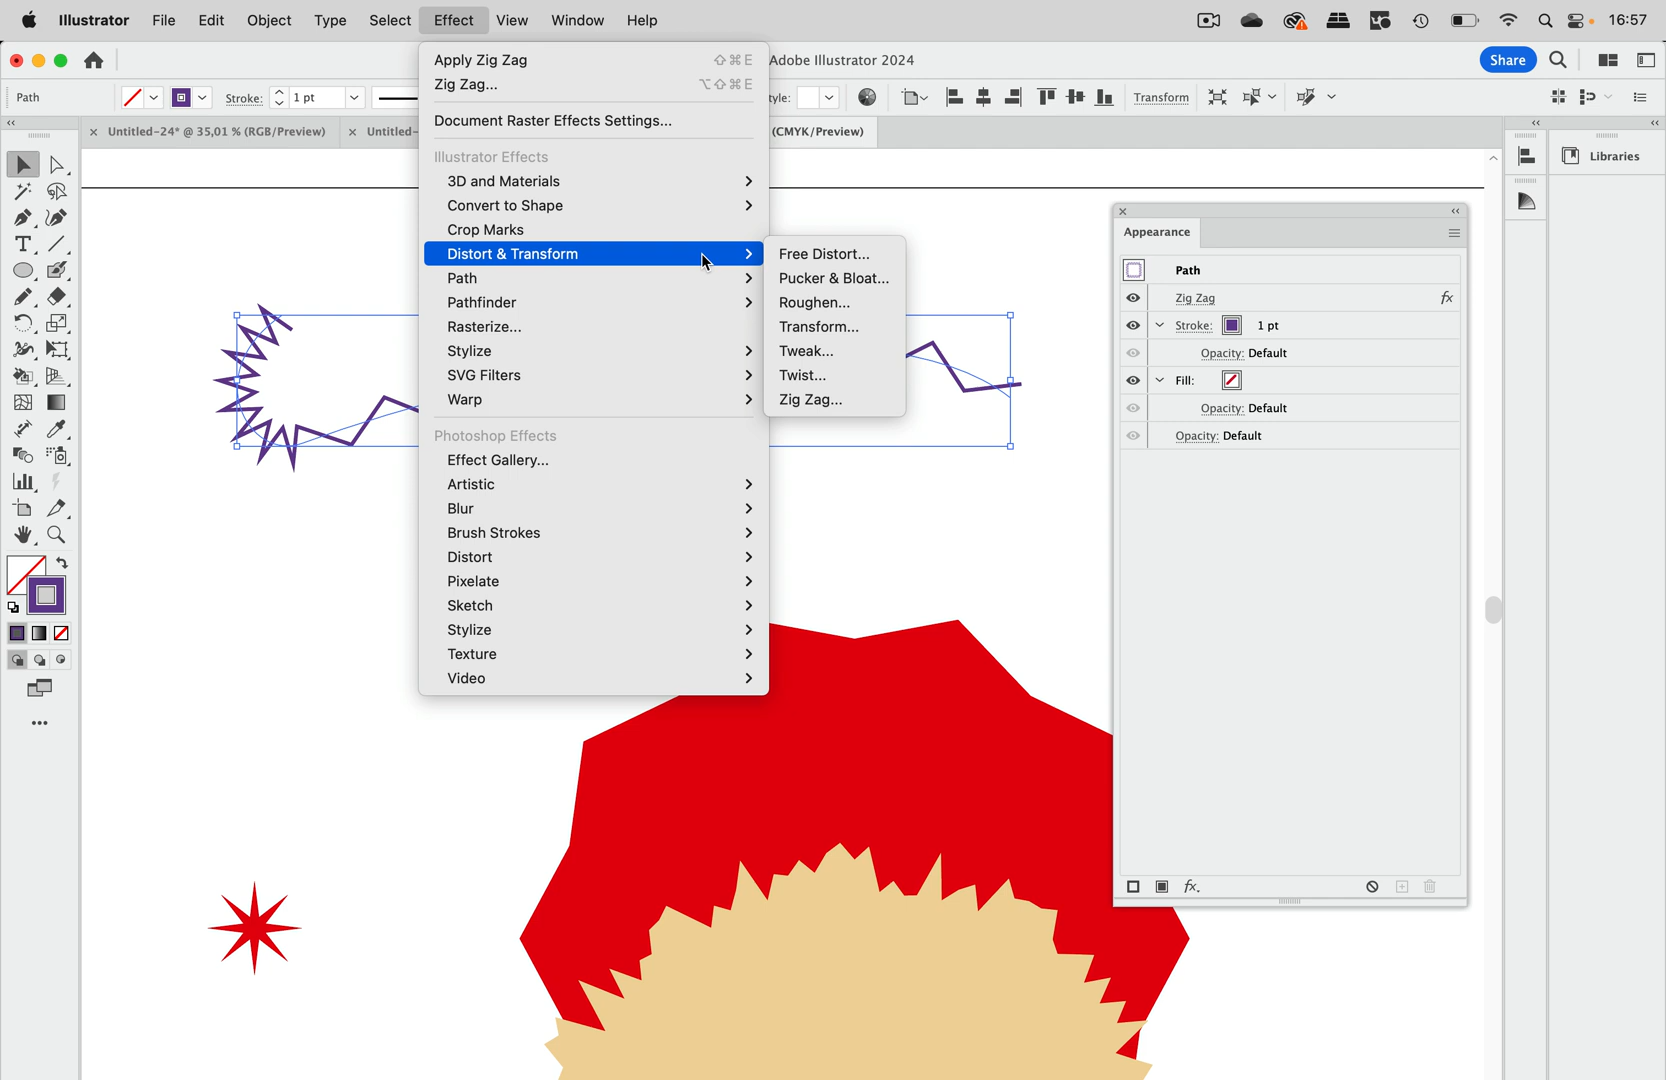 Illustrator File Edit Object Type Select Effect View Window Help 16:57
Adobe Illustrator 2024
Share
Path
Stroke: 1 pt
tyle:
Transform
Untitled-24* @ 35,01 % (RGB/Preview)
Untitled-
(CMYK/Preview)
Apply Zig Zag ⇧⌘E
Zig Zag... ⌥⇧⌘E
Document Raster Effects Settings...
Illustrator Effects
3D and Materials
Convert to Shape
Crop Marks
Distort & Transform
Path
Pathfinder
Rasterize...
Stylize
SVG Filters
Warp
Photoshop Effects
Effect Gallery...
Artistic
Blur
Brush Strokes
Distort
Pixelate
Sketch
Stylize
Texture
Video
Free Distort...
Pucker & Bloat...
Roughen...
Transform...
Tweak...
Twist...
Zig Zag...
Appearance
Path
Zig Zag fx
Stroke: 1 pt
Opacity: Default
Fill:
Opacity: Default
Opacity: Default
fx.
Libraries